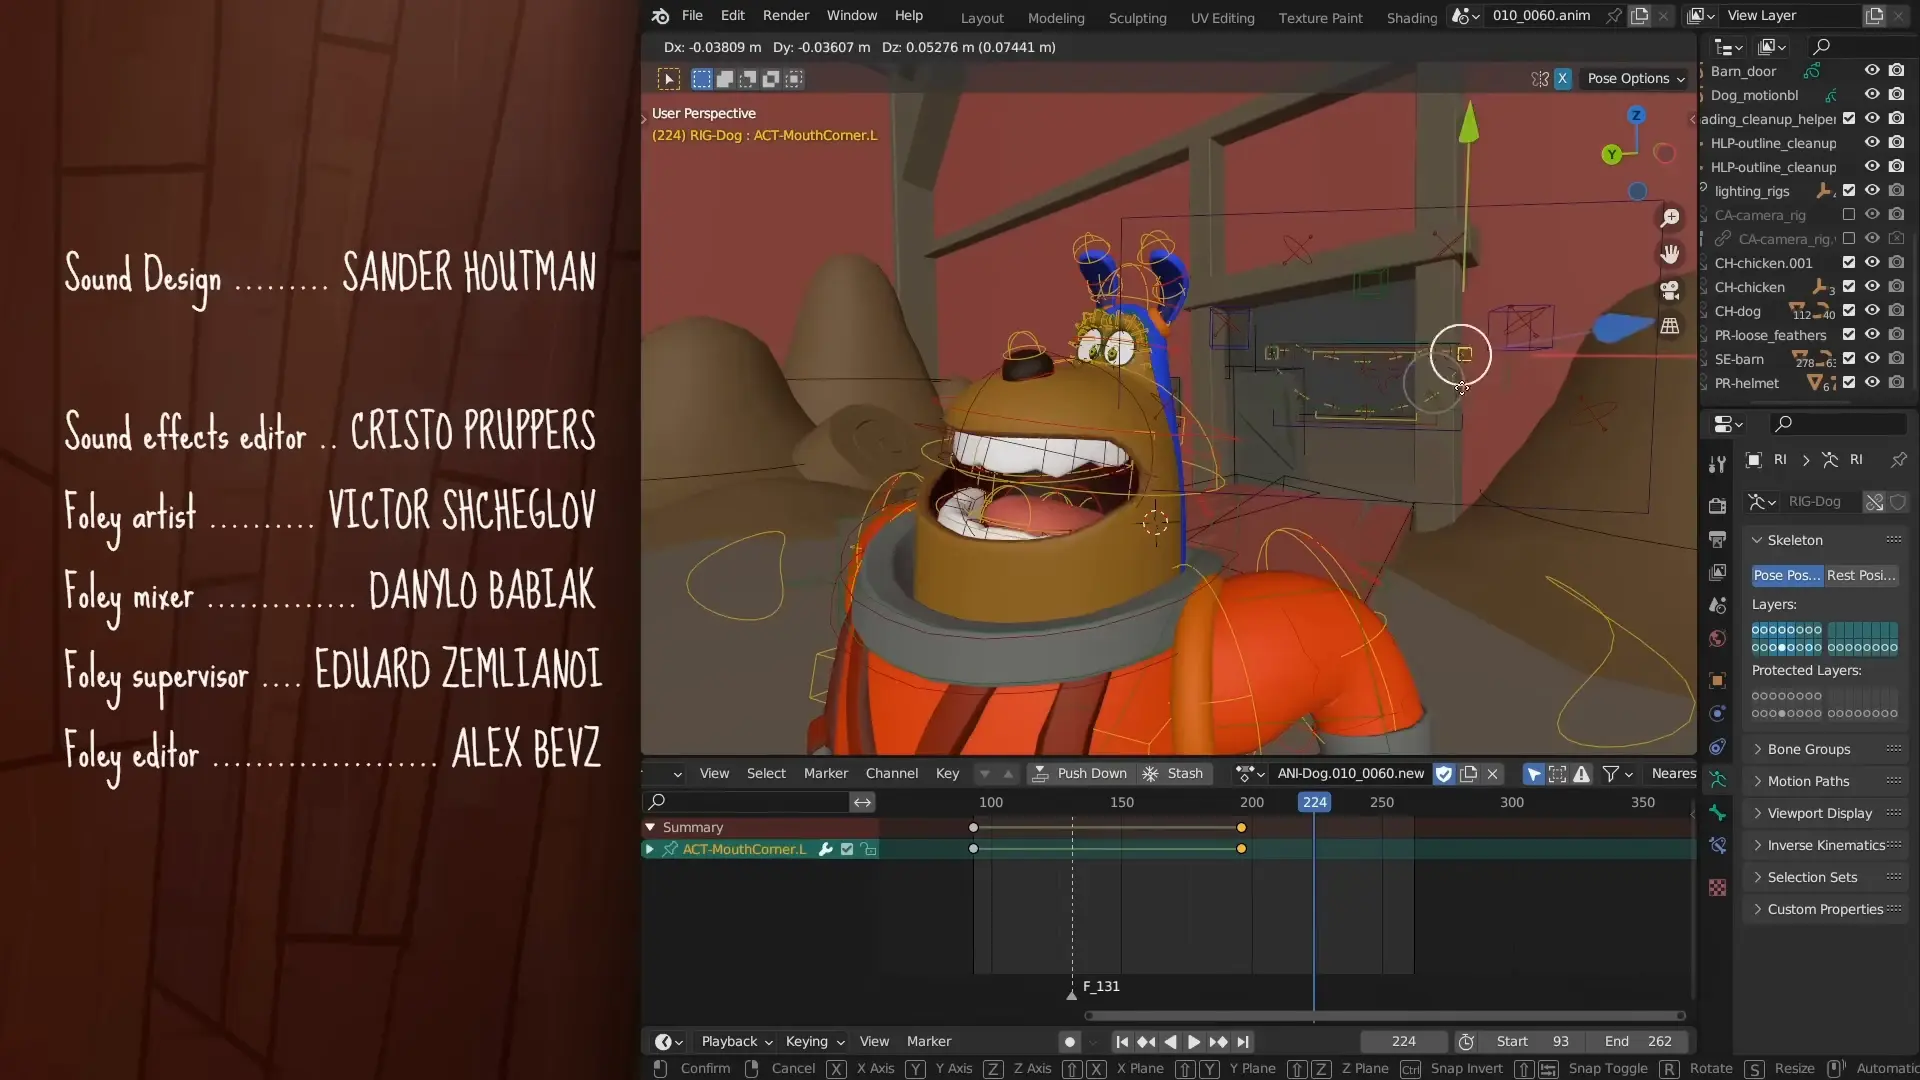 Sound Design ......... SANDER HOUTMAN
Sound effects editor .. CRISTO PRUPPERS
Foley artist .......... VICTOR SHCHEGLOV
Foley mixer .............. DANYLO BABIAK
Foley supervisor .... EDUARD ZEMLIANOI
Foley editor ..................... ALEX BEVZ
File Edit Render Window Help Layout Modeling Sculpting UV Editing Texture Paint Shading 010_0060.anim View Layer
Dx: -0.03809 m Dy: -0.03607 m Dz: 0.05276 m (0.07441 m)
X Pose Options
User Perspective
(224) RIG-Dog : ACT-MouthCorner.L
Z
Y
Barn_door
Dog_motionbl
ading_cleanup_helper
HLP-outline_cleanup
HLP-outline_cleanup
lighting_rigs
CA-camera_rig
CA-camera_rig.
CH-chicken.001
CH-chicken 3
CH-dog 112 40
PR-loose_feathers
SE-barn 278 63
PR-helmet 6
RI RI
RIG-Dog
Skeleton
Pose Pos... Rest Posi...
Layers:
Protected Layers:
Bone Groups
Motion Paths
Viewport Display
Inverse Kinematics
Selection Sets
Custom Properties
View Select Marker Channel Key Push Down Stash ANI-Dog.010_0060.new Neares
100 150 200 224 250 300 350
Summary
ACT-MouthCorner.L
F_131
Playback Keying View Marker 224 Start 93 End 262
Confirm Cancel X X Axis Y Y Axis Z Z Axis X X Plane Y Y Plane Z Z Plane Ctrl Snap Invert Snap Toggle R Rotate S Resize Automatic